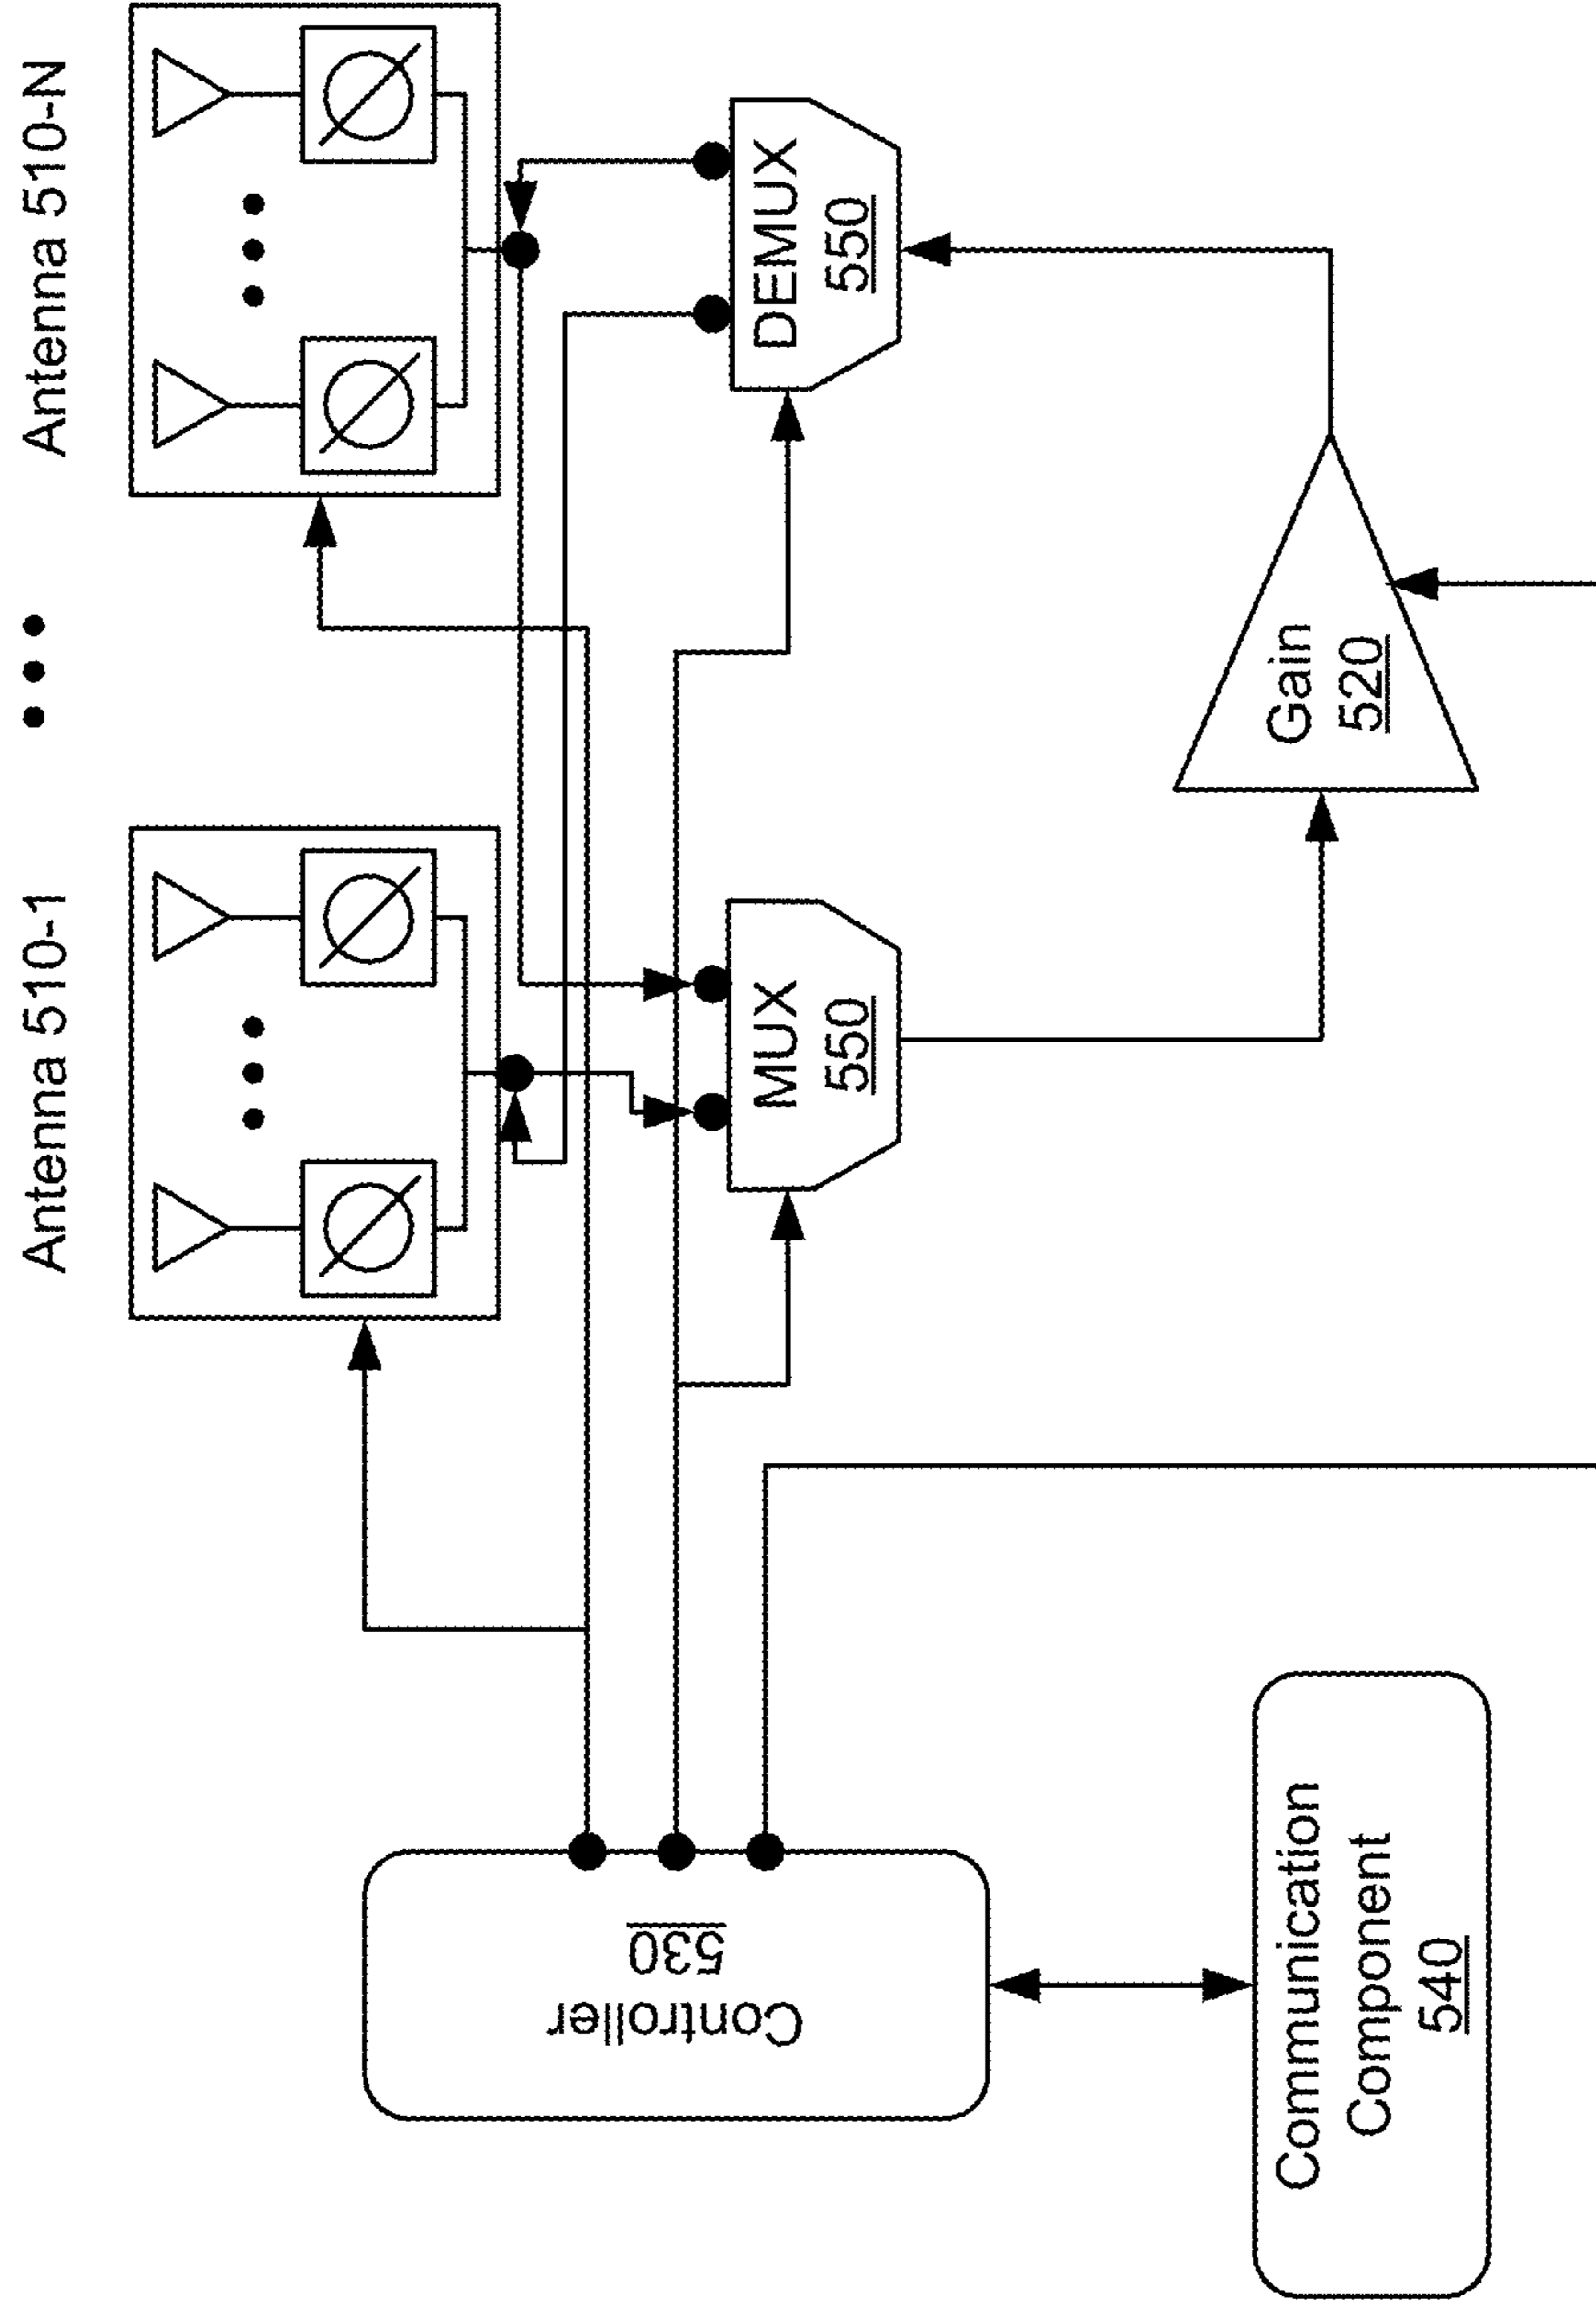 Antenna 510-1
Antenna 510-N
Controller
530
MUX
550
DEMUX
550
Gain
520
Communication
Component
540